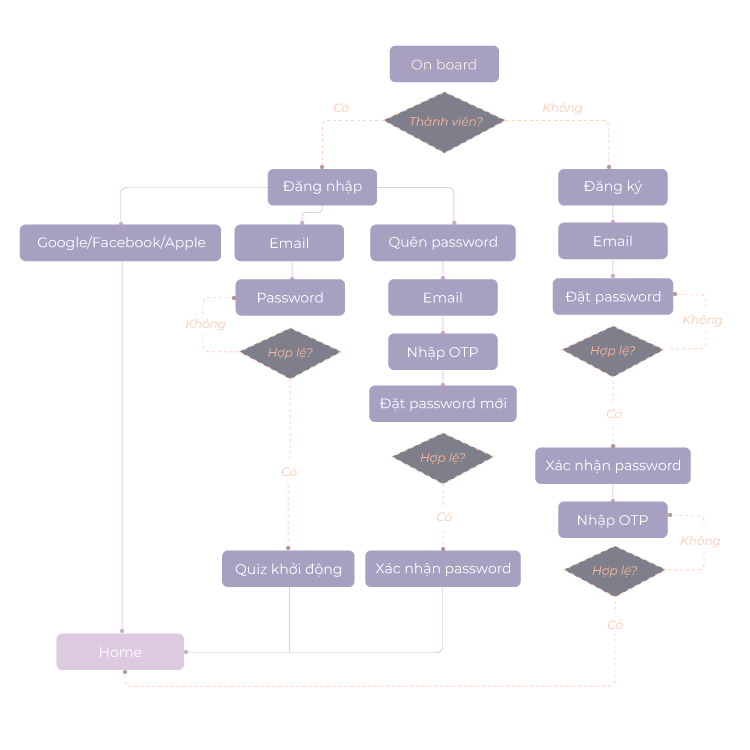 On board
Có
Thành viên?
Không
Đăng nhập
Đăng ký
Google/Facebook/Apple
Email
Quên password
Email
Password
Email
Đặt password
Không
Hợp lệ?
Nhập OTP
Hợp lệ?
Không
Đặt password mới
Có
Hợp lệ?
Có
Xác nhận password
Có
Nhập OTP
Không
Quiz khởi động
Xác nhận password
Hợp lệ?
Có
Home